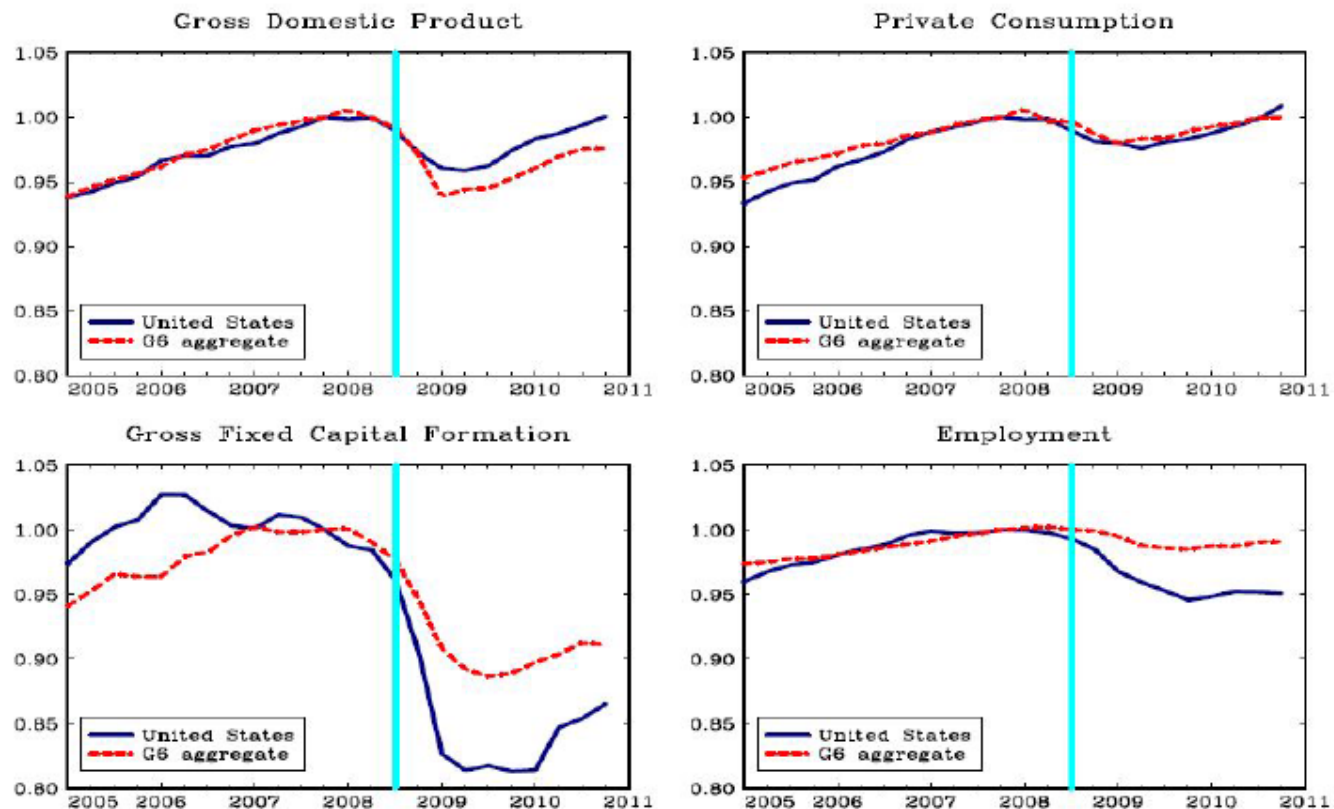 Gross Domestic Product
1.05
1.00
0.95
0.90
0.85
0.80
United States
G6 aggregate
2005 2006 2007 2008 2009 2010 2011
Private Consumption
1.05
1.00
0.95
0.90
0.85
0.80
United States
G6 aggregate
2005 2006 2007 2008 2009 2010 2011
Gross Fixed Capital Formation
1.05
1.00
0.95
0.90
0.85
0.80
United States
G6 aggregate
2005 2006 2007 2008 2009 2010 2011
Employment
1.05
1.00
0.95
0.90
0.85
0.80
United States
G6 aggregate
2005 2006 2007 2008 2009 2010 2011